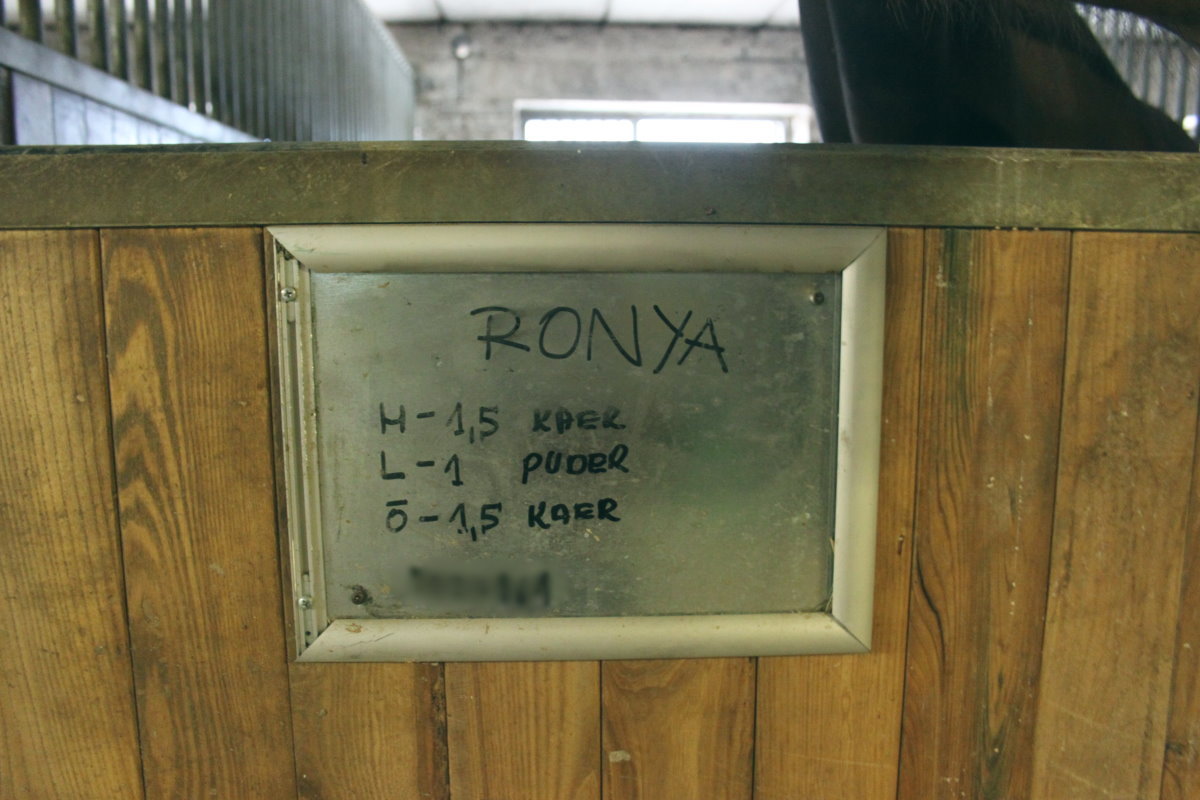 RONYA
H - 1,5 KAER
L - 1 PUDER
Ō - 1,5 KAER